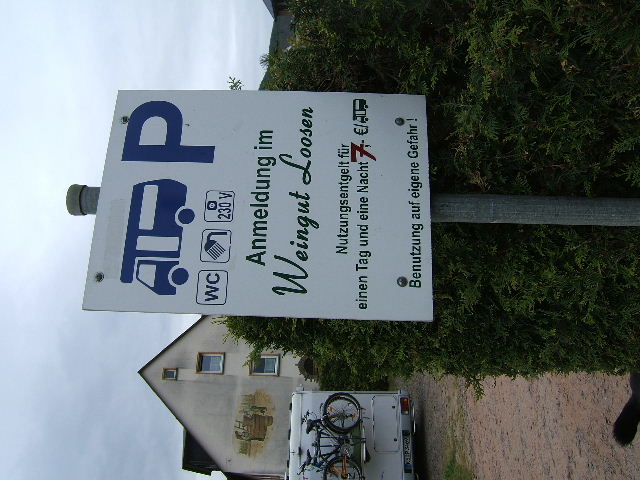 P
WC
230 V
Anmeldung im
Weingut Loosen
Nutzungsentgelt für
einen Tag und eine Nacht 7,- €/
Benutzung auf eigene Gefahr!